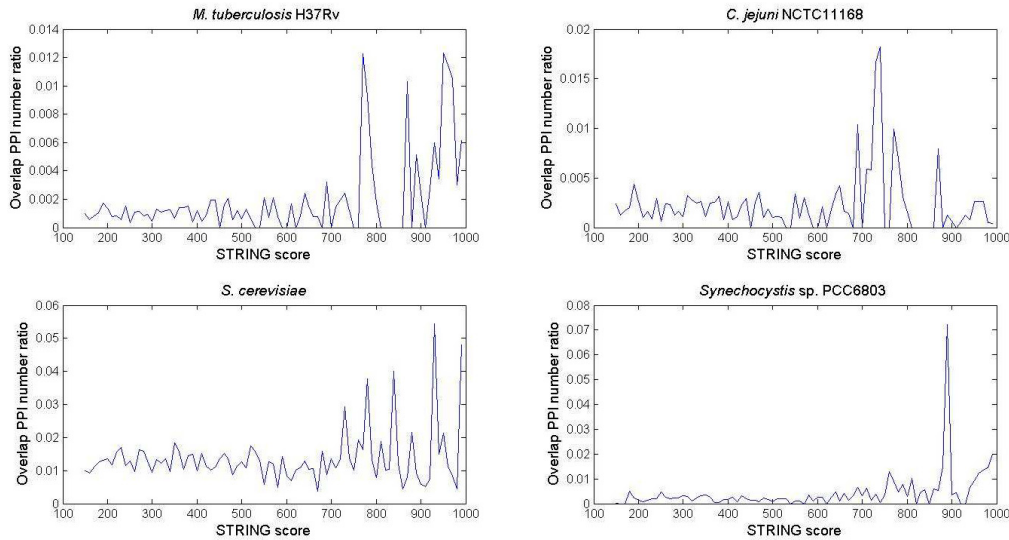 M. tuberculosis H37Rv
Overlap PPI number ratio
0.014
0.012
0.01
0.008
0.006
0.004
0.002
0
100 200 300 400 500 600 700 800 900 1000
STRING score
C. jejuni NCTC11168
Overlap PPI number ratio
0.02
0.015
0.01
0.005
0
100 200 300 400 500 600 700 800 900 1000
STRING score
S. cerevisiae
Overlap PPI number ratio
0.06
0.05
0.04
0.03
0.02
0.01
0
100 200 300 400 500 600 700 800 900 1000
STRING score
Synechocystis sp. PCC6803
Overlap PPI number ratio
0.08
0.07
0.06
0.05
0.04
0.03
0.02
0.01
0
100 200 300 400 500 600 700 800 900 1000
STRING score